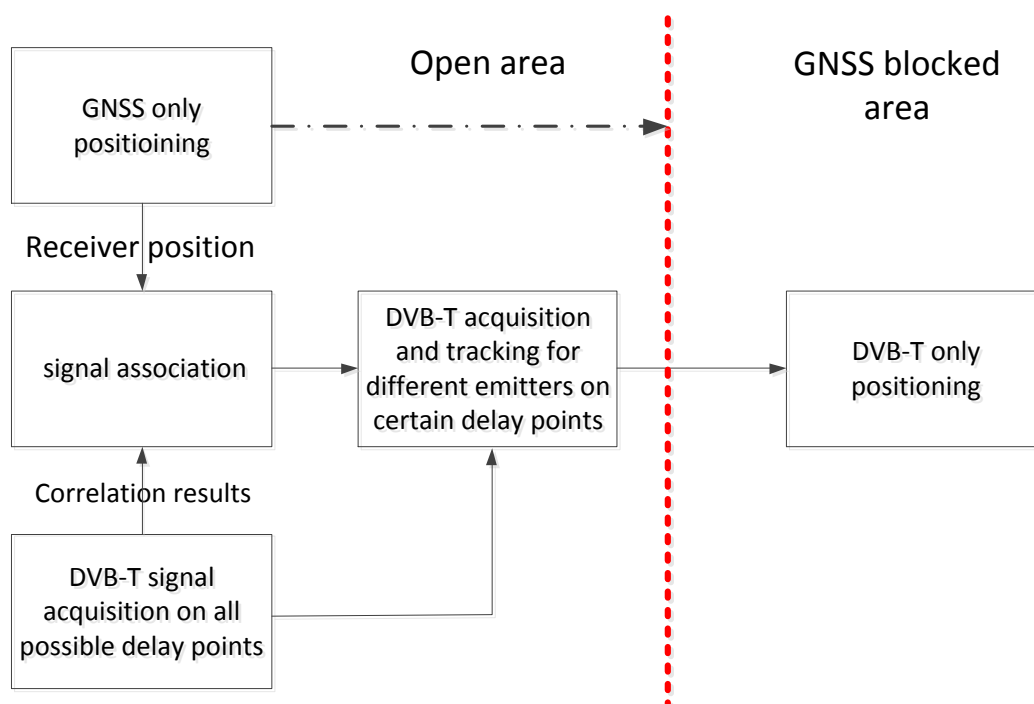 Open area
GNSS blocked
area
GNSS only
positioining
Receiver position
signal association
DVB-T acquisition
and tracking for
different emitters on
certain delay points
DVB-T only
positioning
Correlation results
DVB-T signal
acquisition on all
possible delay points